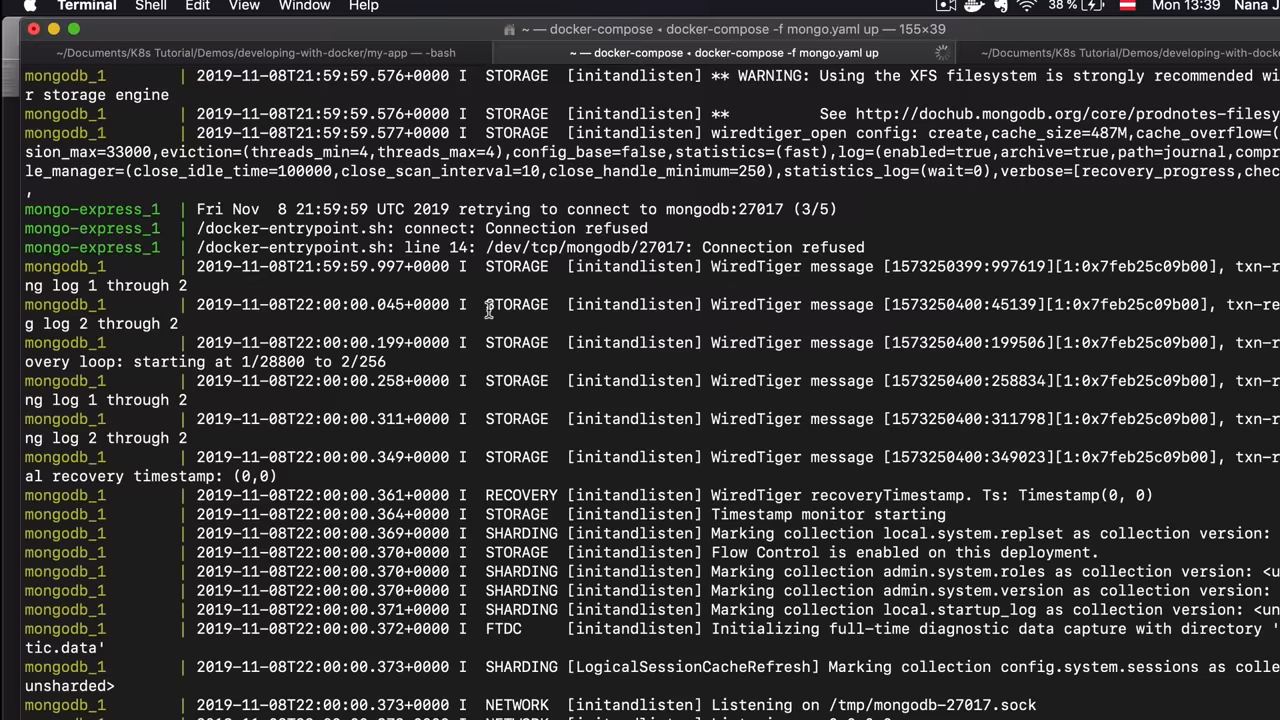 Terminal Shell Edit View Window Help 38 % Mon 13:39 Nana J
~ — docker-compose ◂ docker-compose -f mongo.yaml up — 155×39
~/Documents/K8s Tutorial/Demos/developing-with-docker/my-app — -bash ~ — docker-compose ◂ docker-compose -f mongo.yaml up ~/Documents/K8s Tutorial/Demos/developing-with-dock
mongodb_1 | 2019-11-08T21:59:59.576+0000 I STORAGE [initandlisten] ** WARNING: Using the XFS filesystem is strongly recommended wi
r storage engine
mongodb_1 | 2019-11-08T21:59:59.576+0000 I STORAGE [initandlisten] ** See http://dochub.mongodb.org/core/prodnotes-filesy
mongodb_1 | 2019-11-08T21:59:59.577+0000 I STORAGE [initandlisten] wiredtiger_open config: create,cache_size=487M,cache_overflow=(
sion_max=33000,eviction=(threads_min=4,threads_max=4),config_base=false,statistics=(fast),log=(enabled=true,archive=true,path=journal,compr
le_manager=(close_idle_time=100000,close_scan_interval=10,close_handle_minimum=250),statistics_log=(wait=0),verbose=[recovery_progress,chec
,
mongo-express_1 | Fri Nov 8 21:59:59 UTC 2019 retrying to connect to mongodb:27017 (3/5)
mongo-express_1 | /docker-entrypoint.sh: connect: Connection refused
mongo-express_1 | /docker-entrypoint.sh: line 14: /dev/tcp/mongodb/27017: Connection refused
mongodb_1 | 2019-11-08T21:59:59.997+0000 I STORAGE [initandlisten] WiredTiger message [1573250399:997619][1:0x7feb25c09b00], txn-r
ng log 1 through 2
mongodb_1 | 2019-11-08T22:00:00.045+0000 I STORAGE [initandlisten] WiredTiger message [1573250400:45139][1:0x7feb25c09b00], txn-re
g log 2 through 2
mongodb_1 | 2019-11-08T22:00:00.199+0000 I STORAGE [initandlisten] WiredTiger message [1573250400:199506][1:0x7feb25c09b00], txn-r
overy loop: starting at 1/28800 to 2/256
mongodb_1 | 2019-11-08T22:00:00.258+0000 I STORAGE [initandlisten] WiredTiger message [1573250400:258834][1:0x7feb25c09b00], txn-r
ng log 1 through 2
mongodb_1 | 2019-11-08T22:00:00.311+0000 I STORAGE [initandlisten] WiredTiger message [1573250400:311798][1:0x7feb25c09b00], txn-r
ng log 2 through 2
mongodb_1 | 2019-11-08T22:00:00.349+0000 I STORAGE [initandlisten] WiredTiger message [1573250400:349023][1:0x7feb25c09b00], txn-r
al recovery timestamp: (0,0)
mongodb_1 | 2019-11-08T22:00:00.361+0000 I RECOVERY [initandlisten] WiredTiger recoveryTimestamp. Ts: Timestamp(0, 0)
mongodb_1 | 2019-11-08T22:00:00.364+0000 I STORAGE [initandlisten] Timestamp monitor starting
mongodb_1 | 2019-11-08T22:00:00.369+0000 I SHARDING [initandlisten] Marking collection local.system.replset as collection version:
mongodb_1 | 2019-11-08T22:00:00.370+0000 I STORAGE [initandlisten] Flow Control is enabled on this deployment.
mongodb_1 | 2019-11-08T22:00:00.370+0000 I SHARDING [initandlisten] Marking collection admin.system.roles as collection version: <u
mongodb_1 | 2019-11-08T22:00:00.370+0000 I SHARDING [initandlisten] Marking collection admin.system.version as collection version:
mongodb_1 | 2019-11-08T22:00:00.371+0000 I SHARDING [initandlisten] Marking collection local.startup_log as collection version: <un
mongodb_1 | 2019-11-08T22:00:00.372+0000 I FTDC [initandlisten] Initializing full-time diagnostic data capture with directory '
tic.data'
mongodb_1 | 2019-11-08T22:00:00.373+0000 I SHARDING [LogicalSessionCacheRefresh] Marking collection config.system.sessions as colle
unsharded>
mongodb_1 | 2019-11-08T22:00:00.373+0000 I NETWORK [initandlisten] Listening on /tmp/mongodb-27017.sock